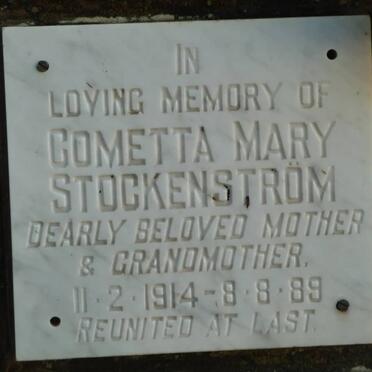 IN
LOVING MEMORY OF
COMETTA MARY
STOCKENSTRÖM
DEARLY BELOVED MOTHER
& GRANDMOTHER.
11·2·1914-8·8·89
REUNITED AT LAST.